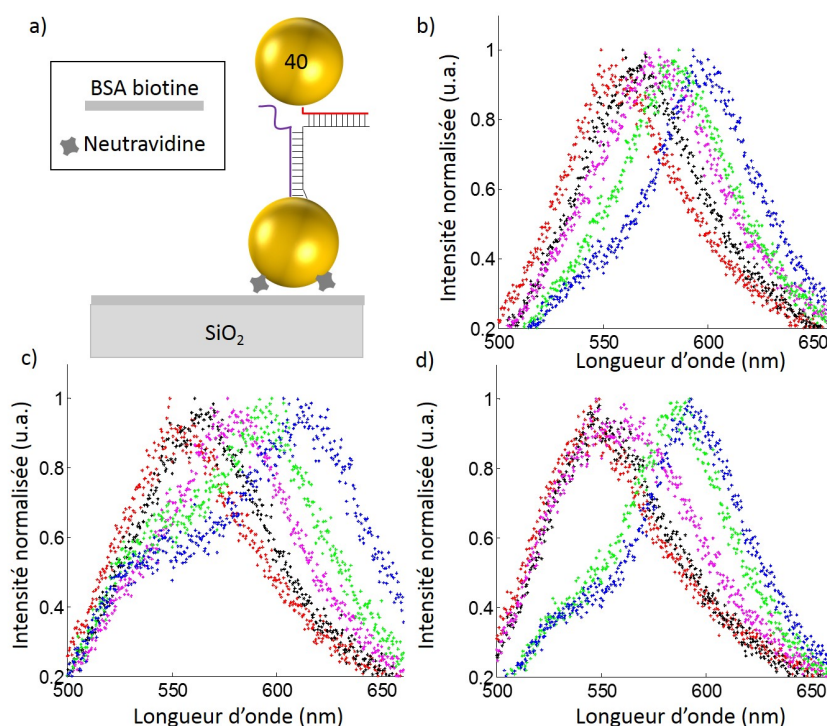 a)
40
BSA biotine
Neutravidine
SiO₂
b)
Intensité normalisée (u.a.)
1
0.8
0.6
0.4
0.2
500
550
600
650
Longueur d'onde (nm)
c)
Intensité normalisée (u.a.)
1
0.8
0.6
0.4
0.2
500
550
600
650
Longueur d'onde (nm)
d)
Intensité normalisée (u.a.)
1
0.8
0.6
0.4
0.2
500
550
600
650
Longueur d'onde (nm)